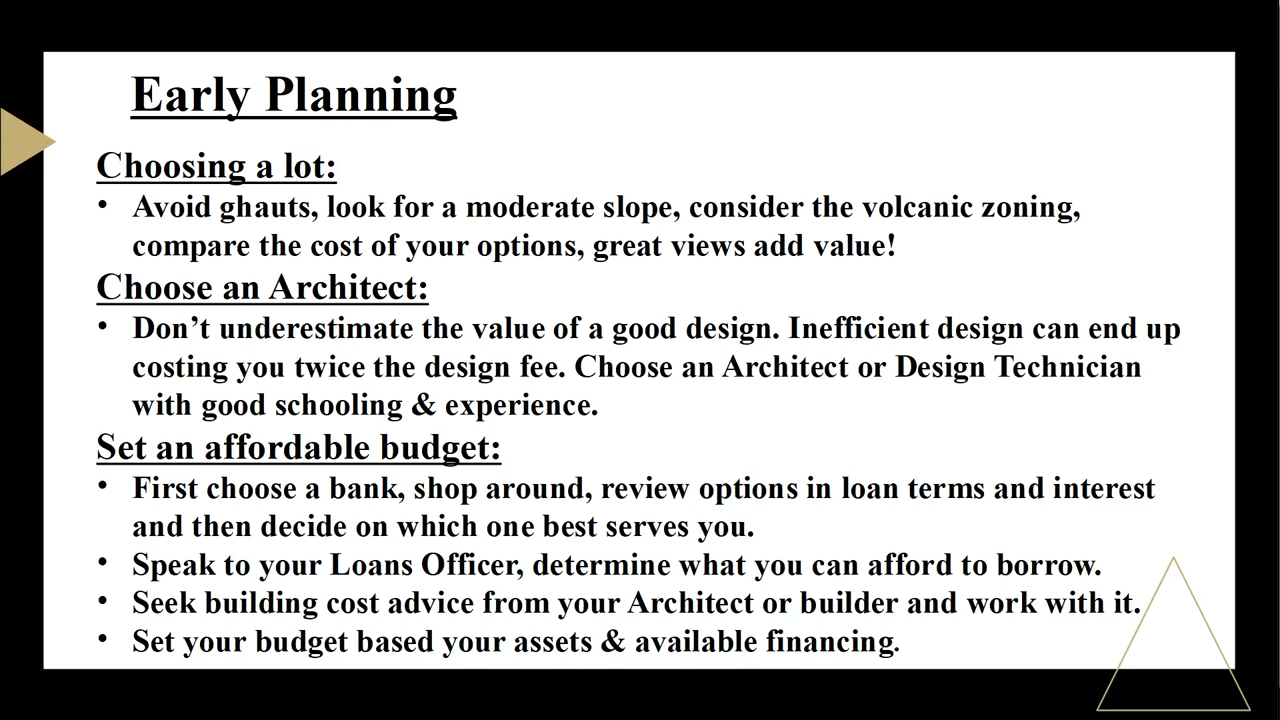 Early Planning
Choosing a lot:
• Avoid ghauts, look for a moderate slope, consider the volcanic zoning,
compare the cost of your options, great views add value!
Choose an Architect:
• Don’t underestimate the value of a good design. Inefficient design can end up
costing you twice the design fee. Choose an Architect or Design Technician
with good schooling & experience.
Set an affordable budget:
• First choose a bank, shop around, review options in loan terms and interest
and then decide on which one best serves you.
• Speak to your Loans Officer, determine what you can afford to borrow.
• Seek building cost advice from your Architect or builder and work with it.
• Set your budget based your assets & available financing.